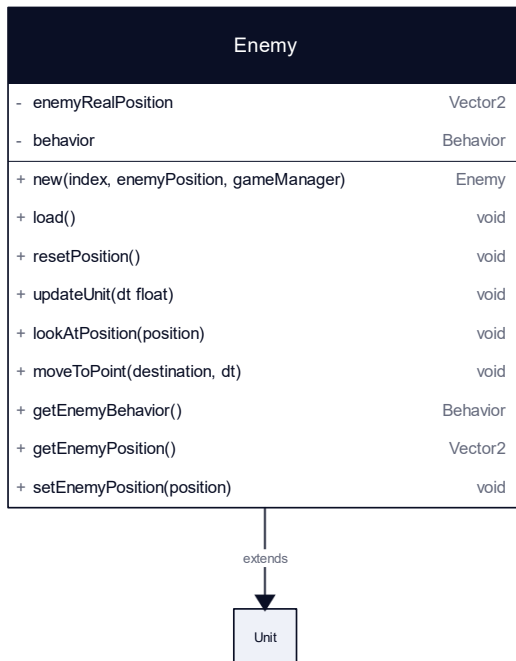 Enemy
- enemyRealPosition Vector2
- behavior Behavior
+ new(index, enemyPosition, gameManager) Enemy
+ load() void
+ resetPosition() void
+ updateUnit(dt float) void
+ lookAtPosition(position) void
+ moveToPoint(destination, dt) void
+ getEnemyBehavior() Behavior
+ getEnemyPosition() Vector2
+ setEnemyPosition(position) void
extends
Unit